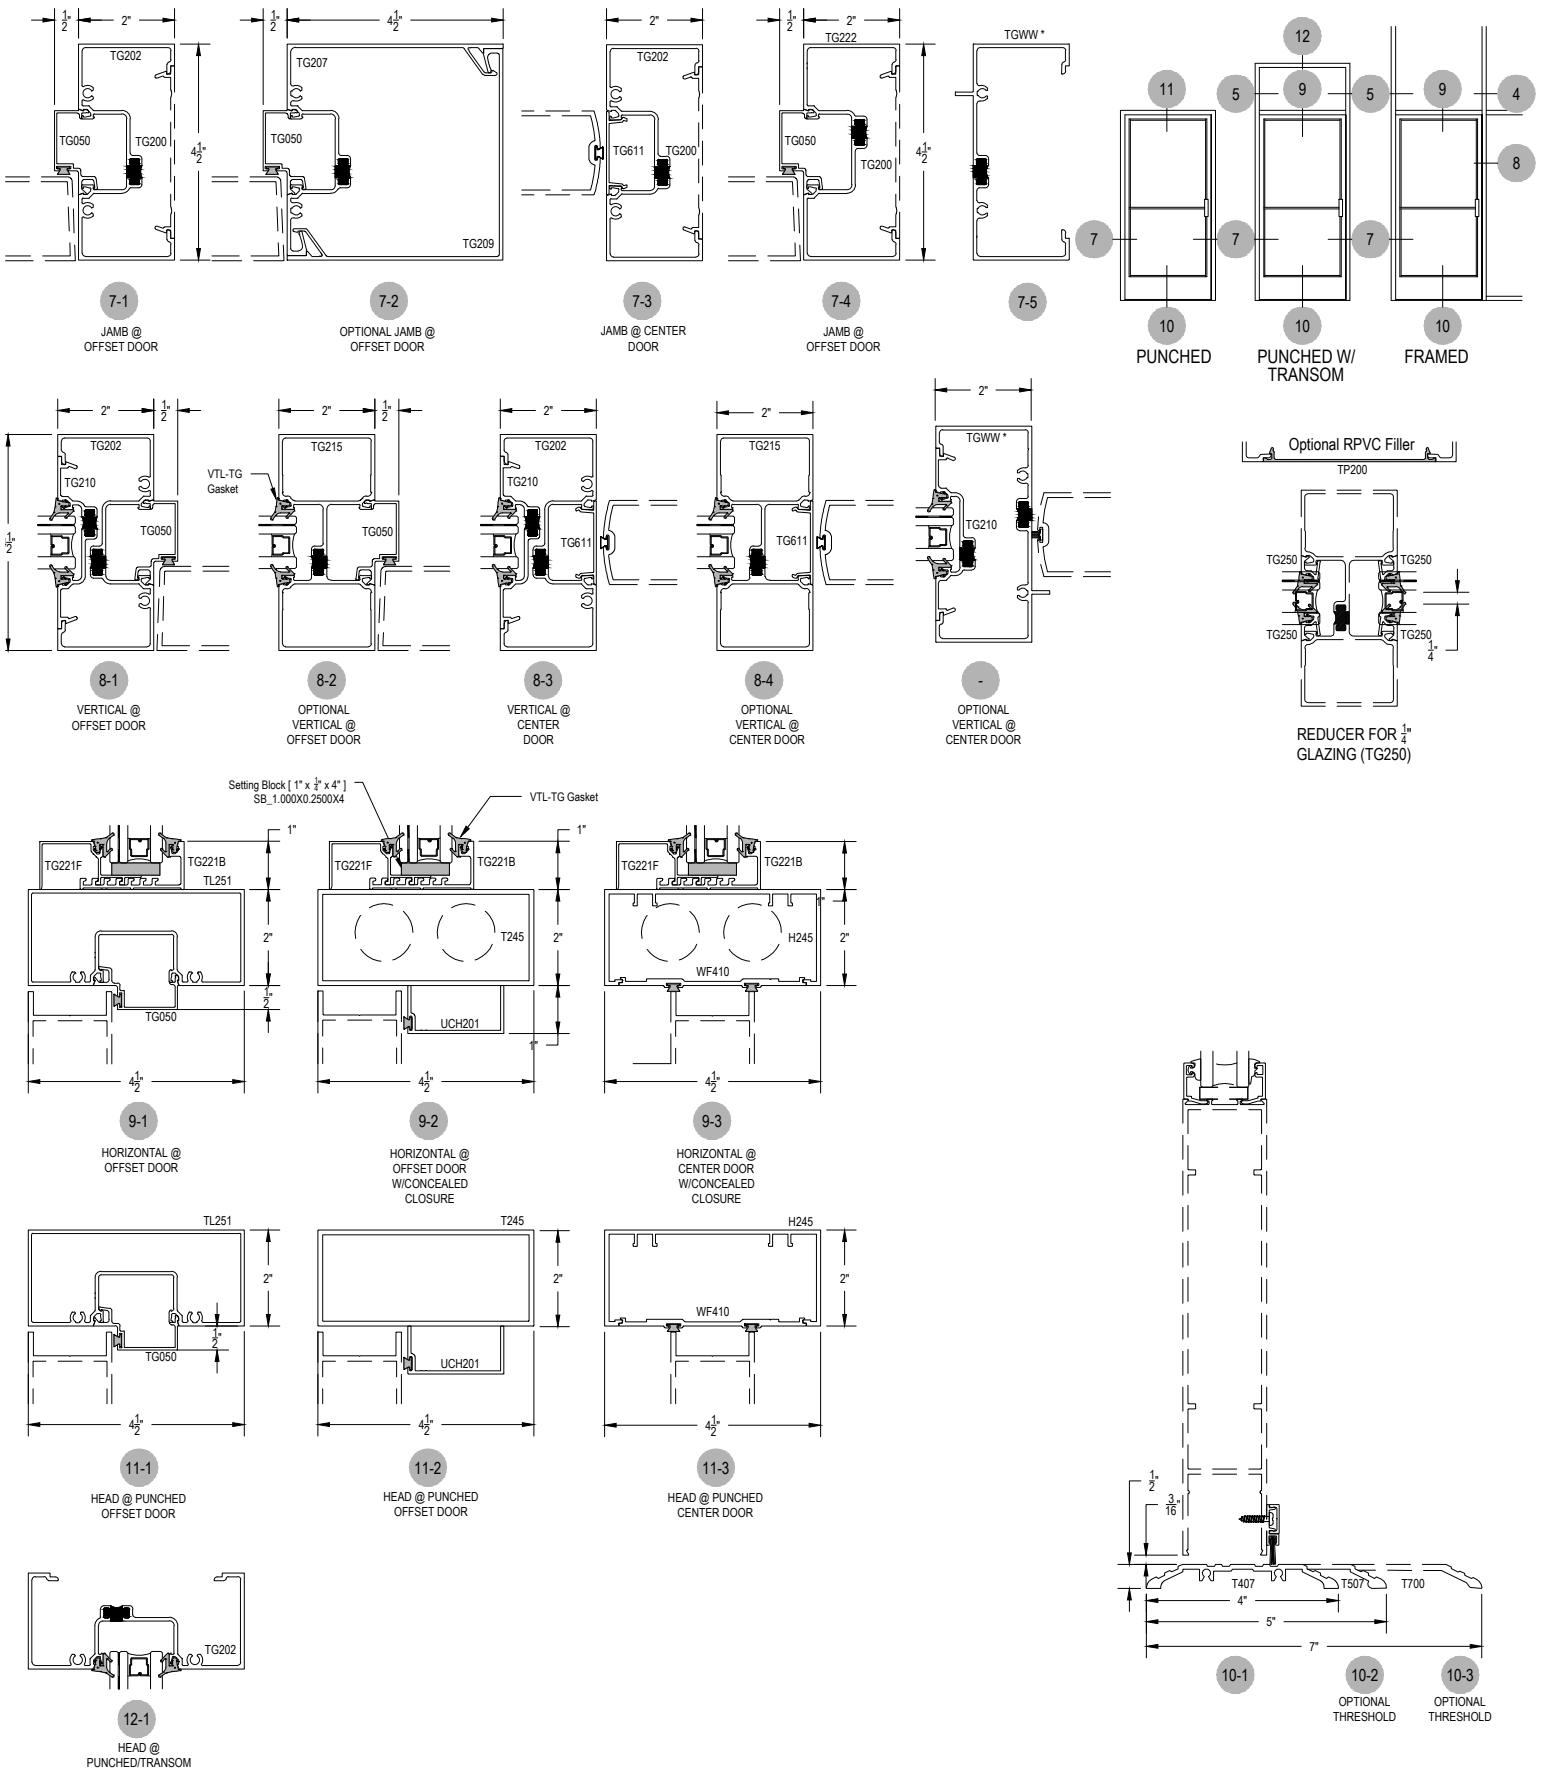 1/2" 2" 1/2" 4 1/2" 2" 1/2" 2"
TG202 TG207 TG202 TG222 TGWW *
TG050 TG200 4 1/2" TG050 TG611 TG200 TG050 TG200 4 1/2"
TG209
7-1
JAMB @
OFFSET DOOR
7-2
OPTIONAL JAMB @
OFFSET DOOR
7-3
JAMB @ CENTER
DOOR
7-4
JAMB @
OFFSET DOOR
7-5
12
11 5 9 5 9 4
8
7 7 7
10 10 10
PUNCHED
PUNCHED W/
TRANSOM
FRAMED
2" 1/2" 2" 1/2" 2" 2" 2"
TG202
TG210
TG050
1/2"
8-1
VERTICAL @
OFFSET DOOR
VTL-TG
Gasket
TG215
TG050
8-2
OPTIONAL
VERTICAL @
OFFSET DOOR
TG202
TG210
TG611
8-3
VERTICAL @
CENTER
DOOR
TG215
TG611
8-4
OPTIONAL
VERTICAL @
CENTER DOOR
TGWW *
TG210
-
OPTIONAL
VERTICAL @
CENTER DOOR
Optional RPVC Filler
TP200
TG250 TG250
TG250 TG250
1/4"
REDUCER FOR 1/4"
GLAZING (TG250)
Setting Block [ 1" x 1/4" x 4" ]
SB_1.000X0.2500X4
VTL-TG Gasket
1"
TG221F TG221B
TL251
2"
1/2"
TG050
4 1/2"
9-1
HORIZONTAL @
OFFSET DOOR
1"
TG221F TG221B
T245
2"
UCH201
1"
4 1/2"
9-2
HORIZONTAL @
OFFSET DOOR
W/CONCEALED
CLOSURE
TG221F TG221B
1"
H245
2"
WF410
4 1/2"
9-3
HORIZONTAL @
CENTER DOOR
W/CONCEALED
CLOSURE
TL251
2"
1/2"
TG050
4 1/2"
11-1
HEAD @ PUNCHED
OFFSET DOOR
T245
2"
UCH201
4 1/2"
11-2
HEAD @ PUNCHED
OFFSET DOOR
H245
2"
WF410
4 1/2"
11-3
HEAD @ PUNCHED
CENTER DOOR
TG202
12-1
HEAD @
PUNCHED/TRANSOM
1/2"
3/16"
T407 T507 T700
4"
5"
7"
10-1
10-2
OPTIONAL
THRESHOLD
10-3
OPTIONAL
THRESHOLD